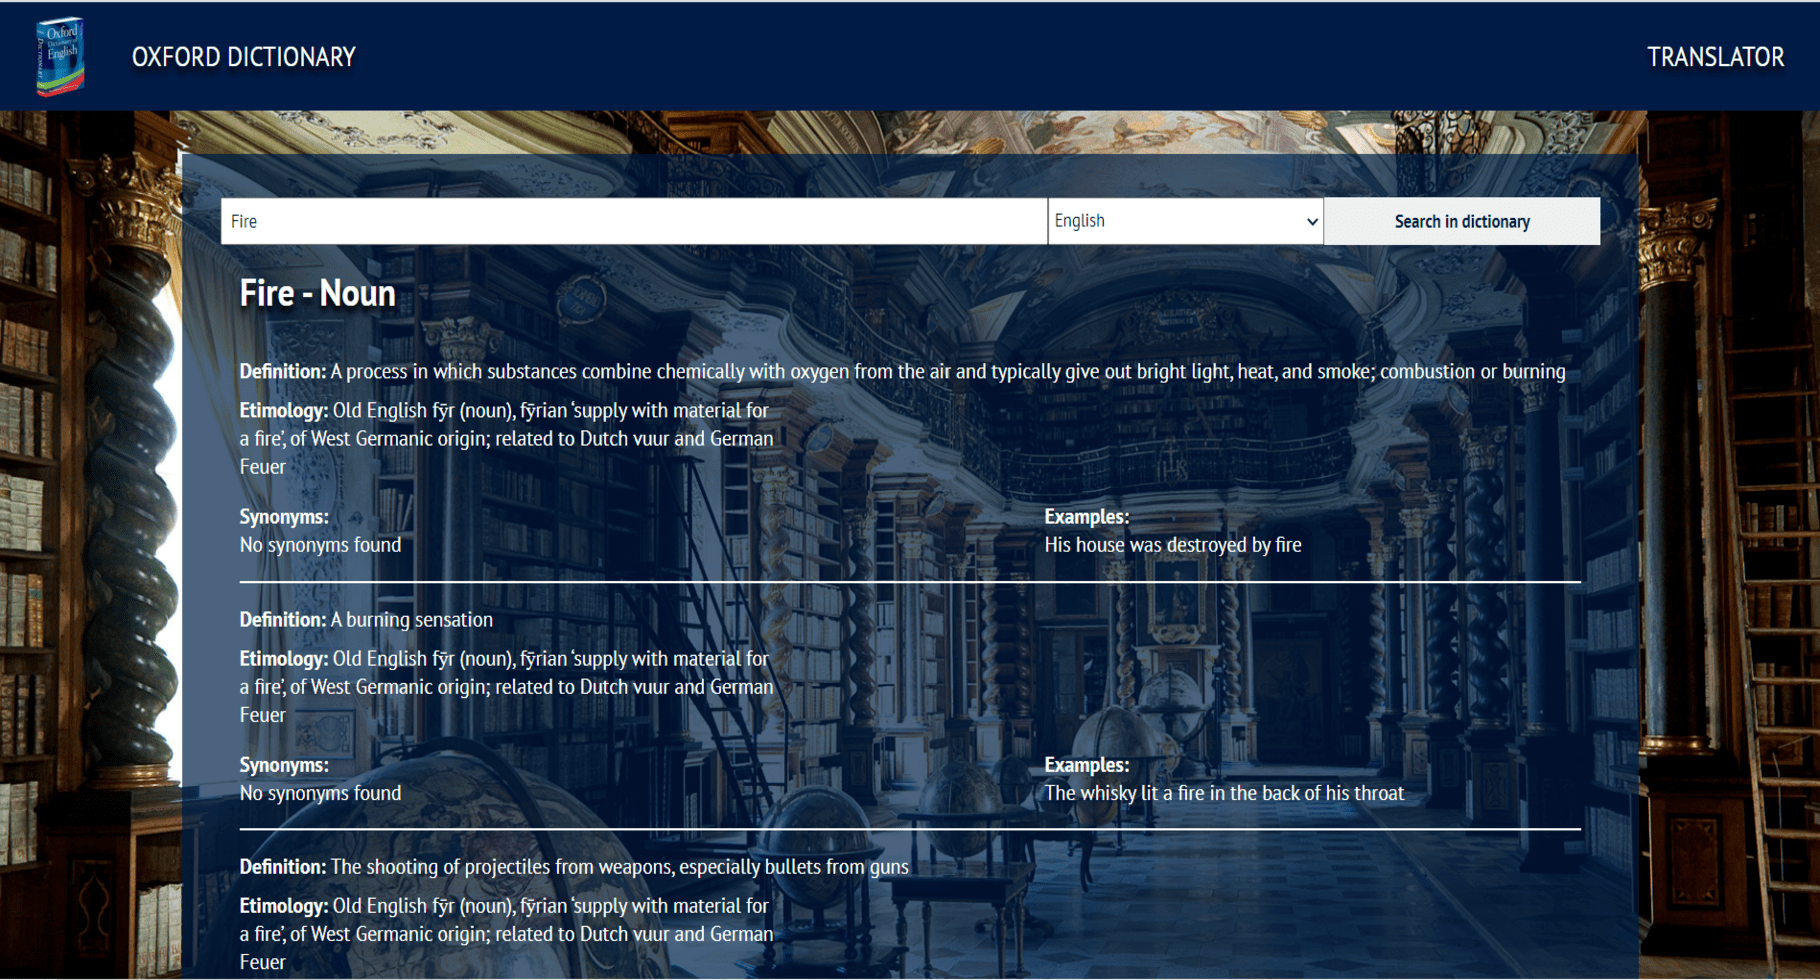 Oxford
Dictionary of
English
DICTIONARY
OXFORD DICTIONARY
TRANSLATOR
Fire
English
Search in dictionary
Fire - Noun
Definition: A process in which substances combine chemically with oxygen from the air and typically give out bright light, heat, and smoke; combustion or burning
Etimology: Old English fȳr (noun), fȳrian ‘supply with material for
a fire’, of West Germanic origin; related to Dutch vuur and German
Feuer
Synonyms:
No synonyms found
Examples:
His house was destroyed by fire
Definition: A burning sensation
Etimology: Old English fȳr (noun), fȳrian ‘supply with material for
a fire’, of West Germanic origin; related to Dutch vuur and German
Feuer
Synonyms:
No synonyms found
Examples:
The whisky lit a fire in the back of his throat
Definition: The shooting of projectiles from weapons, especially bullets from guns
Etimology: Old English fȳr (noun), fȳrian ‘supply with material for
a fire’, of West Germanic origin; related to Dutch vuur and German
Feuer